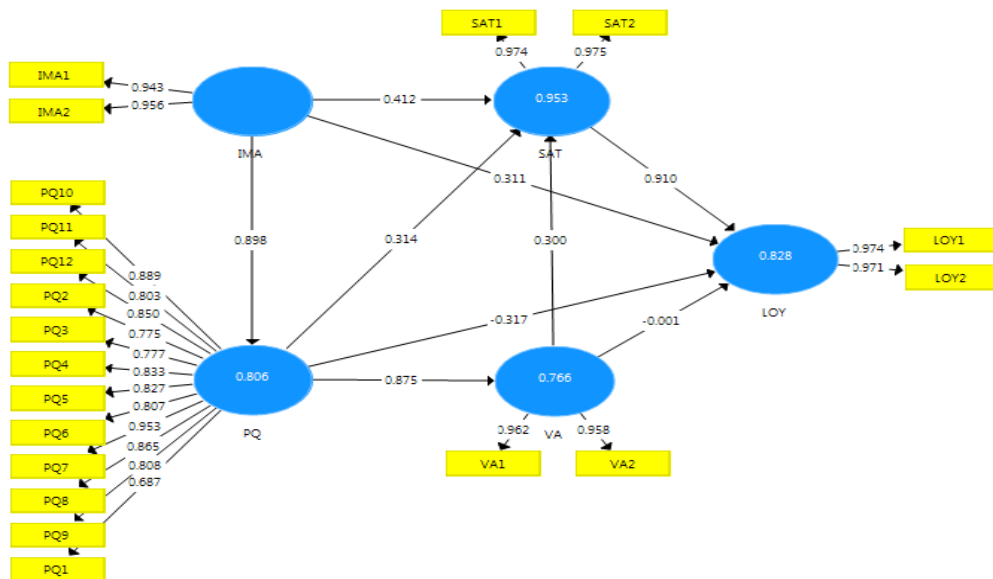 SAT1
SAT2
0.974
0.975
IMA1
0.943
IMA2
0.956
0.412
0.953
IMA
SAT
0.311
0.910
PQ10
PQ11
PQ12
PQ2
PQ3
PQ4
PQ5
PQ6
PQ7
PQ8
PQ9
PQ1
0.889
0.803
0.850
0.775
0.777
0.833
0.827
0.807
0.953
0.865
0.808
0.687
0.898
0.314
0.300
0.828
LOY
0.974
LOY1
0.971
LOY2
-0.317
-0.001
0.806
PQ
0.875
0.766
VA
0.962
0.958
VA1
VA2